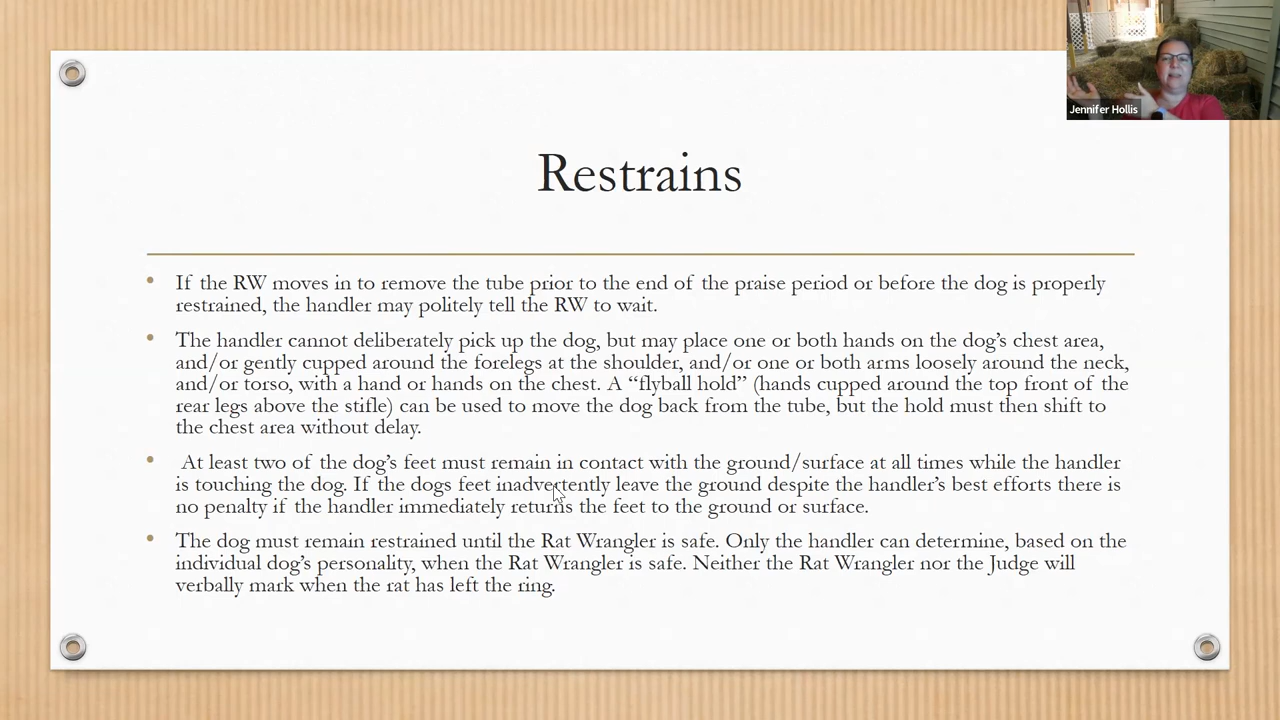 Jennifer Hollis
Restrains
• If the RW moves in to remove the tube prior to the end of the praise period or before the dog is properly
restrained, the handler may politely tell the RW to wait.
• The handler cannot deliberately pick up the dog, but may place one or both hands on the dog’s chest area,
and/or gently cupped around the forelegs at the shoulder, and/or one or both arms loosely around the neck,
and/or torso, with a hand or hands on the chest. A “flyball hold” (hands cupped around the top front of the
rear legs above the stifle) can be used to move the dog back from the tube, but the hold must then shift to
the chest area without delay.
• At least two of the dog’s feet must remain in contact with the ground/surface at all times while the handler
is touching the dog. If the dogs feet inadvertently leave the ground despite the handler’s best efforts there is
no penalty if the handler immediately returns the feet to the ground or surface.
• The dog must remain restrained until the Rat Wrangler is safe. Only the handler can determine, based on the
individual dog’s personality, when the Rat Wrangler is safe. Neither the Rat Wrangler nor the Judge will
verbally mark when the rat has left the ring.